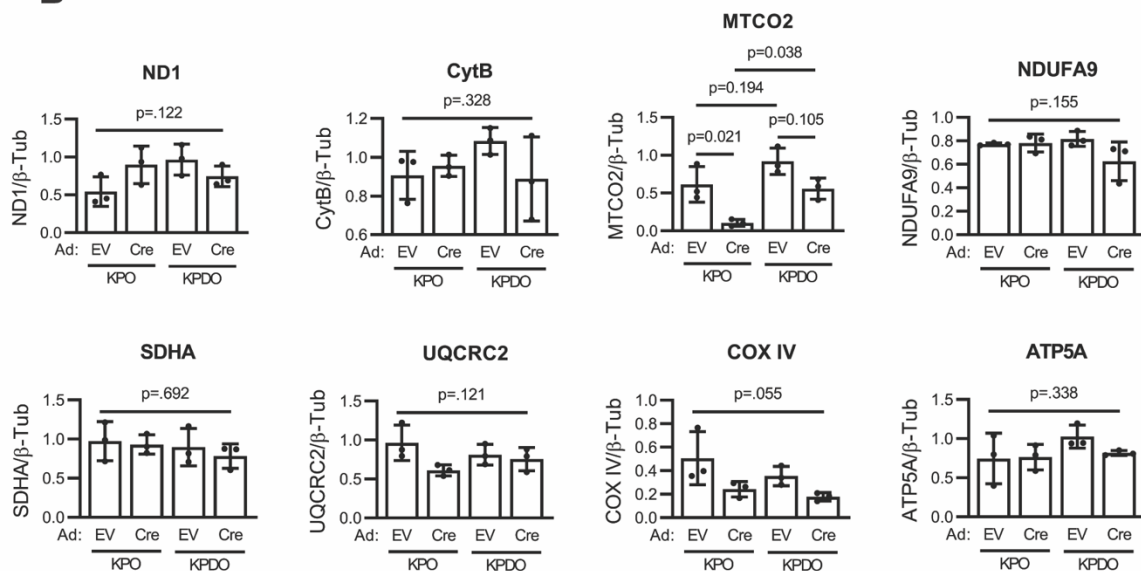 B
MTCO2
ND1
CytB
NDUFA9
p=0.038
p=.122
p=.328
p=0.194
p=.155
p=0.021
p=0.105
ND1/β-Tub
1.5
1.0
0.5
0.0
CytB/β-Tub
1.2
1.0
0.8
0.6
MTCO2/β-Tub
1.5
1.0
0.5
0.0
NDUFA9/β-Tub
1.0
0.8
0.6
0.4
0.2
0.0
Ad: EV Cre EV Cre
KPO KPDO
Ad: EV Cre EV Cre
KPO KPDO
Ad: EV Cre EV Cre
KPO KPDO
Ad: EV Cre EV Cre
KPO KPDO
SDHA
UQCRC2
COX IV
ATP5A
p=.692
p=.121
p=.055
p=.338
SDHA/β-Tub
1.5
1.0
0.5
0.0
UQCRC2/β-Tub
1.5
1.0
0.5
0.0
COX IV/β-Tub
1.0
0.8
0.6
0.4
0.2
0.0
ATP5A/β-Tub
1.5
1.0
0.5
0.0
Ad: EV Cre EV Cre
KPO KPDO
Ad: EV Cre EV Cre
KPO KPDO
Ad: EV Cre EV Cre
KPO KPDO
Ad: EV Cre EV Cre
KPO KPDO